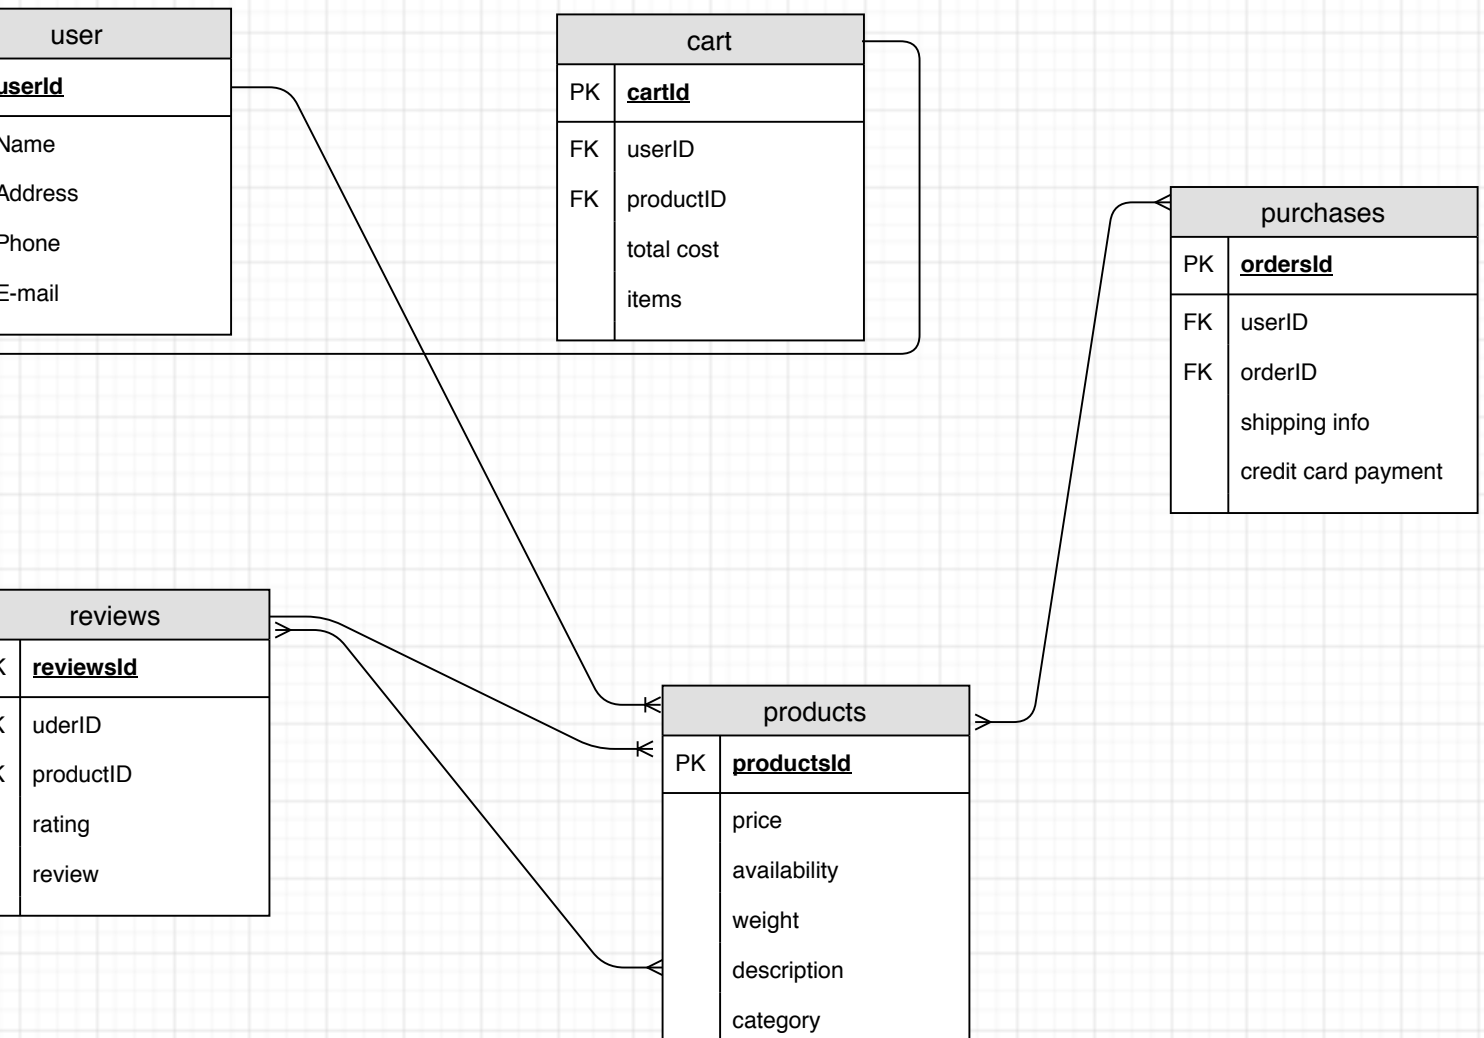 user
userId
Name
Address
Phone
E-mail
cart
PK cartId
FK userID
FK productID
total cost
items
purchases
PK ordersId
FK userID
FK orderID
shipping info
credit card payment
reviews
K reviewsId
K uderID
K productID
rating
review
products
PK productsId
price
availability
weight
description
category